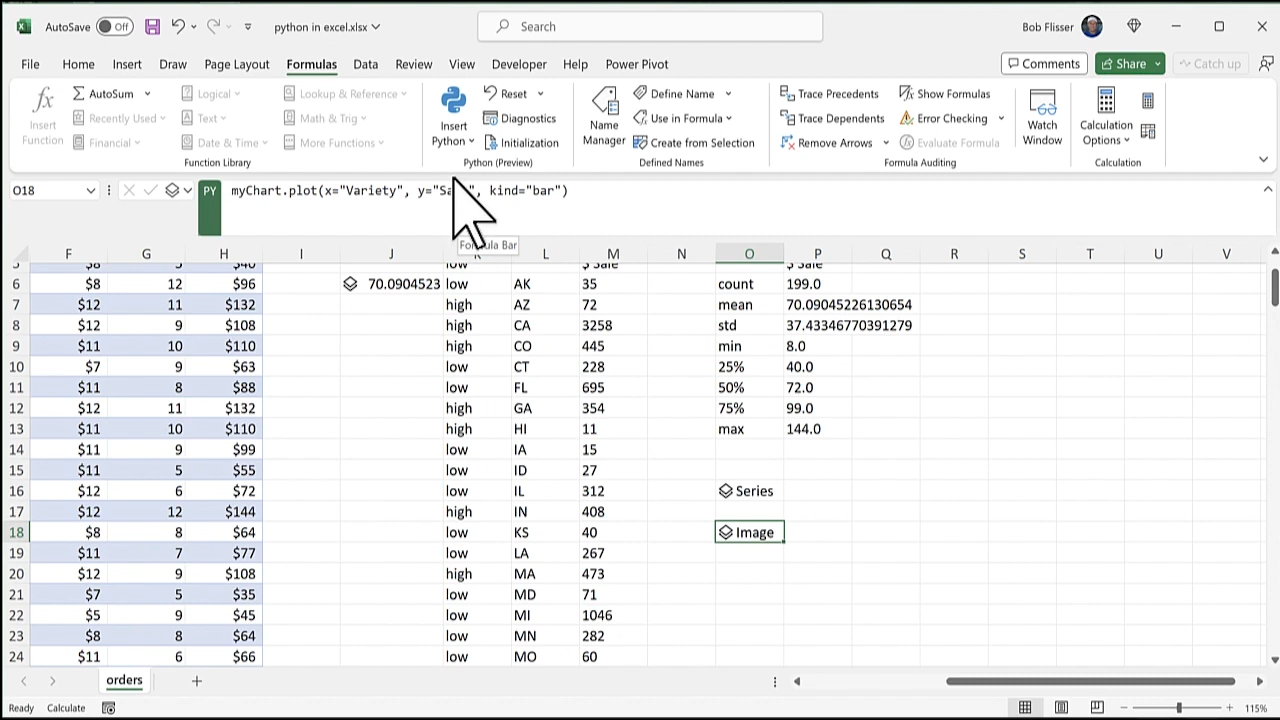 AutoSave Off python in excel.xlsx Search Bob Flisser
File Home Insert Draw Page Layout Formulas Data Review View Developer Help Power Pivot Comments Share Catch up
fx Insert Function
AutoSum Logical Lookup & Reference
Recently Used Text Math & Trig
Financial Date & Time More Functions
Function Library
Insert Python
Reset
Diagnostics
Initialization
Python (Preview)
Name Manager
Define Name
Use in Formula
Create from Selection
Defined Names
Trace Precedents Show Formulas
Trace Dependents Error Checking
Remove Arrows Evaluate Formula
Formula Auditing
Watch Window
Calculation Options
Calculation
O18 PY myChart.plot(x="Variety", y= ", kind="bar")
Formula Bar
F G H I J L M N O P Q R S T U V
$8 $40 low $ Sale $ Sale
6 $8 12 $96 70.0904523 low AK 35 count 199.0
7 $12 11 $132 high AZ 72 mean 70.09045226130654
8 $12 9 $108 high CA 3258 std 37.43346770391279
9 $11 10 $110 high CO 445 min 8.0
10 $7 9 $63 low CT 228 25% 40.0
11 $11 8 $88 low FL 695 50% 72.0
12 $12 11 $132 high GA 354 75% 99.0
13 $11 10 $110 high HI 11 max 144.0
14 $11 9 $99 low IA 15
15 $11 5 $55 low ID 27
16 $12 6 $72 low IL 312 Series
17 $12 12 $144 high IN 408
18 $8 8 $64 low KS 40 Image
19 $11 7 $77 low LA 267
20 $12 9 $108 high MA 473
21 $7 5 $35 low MD 71
22 $5 9 $45 low MI 1046
23 $8 8 $64 low MN 282
24 $11 6 $66 low MO 60
orders
Ready Calculate 115%